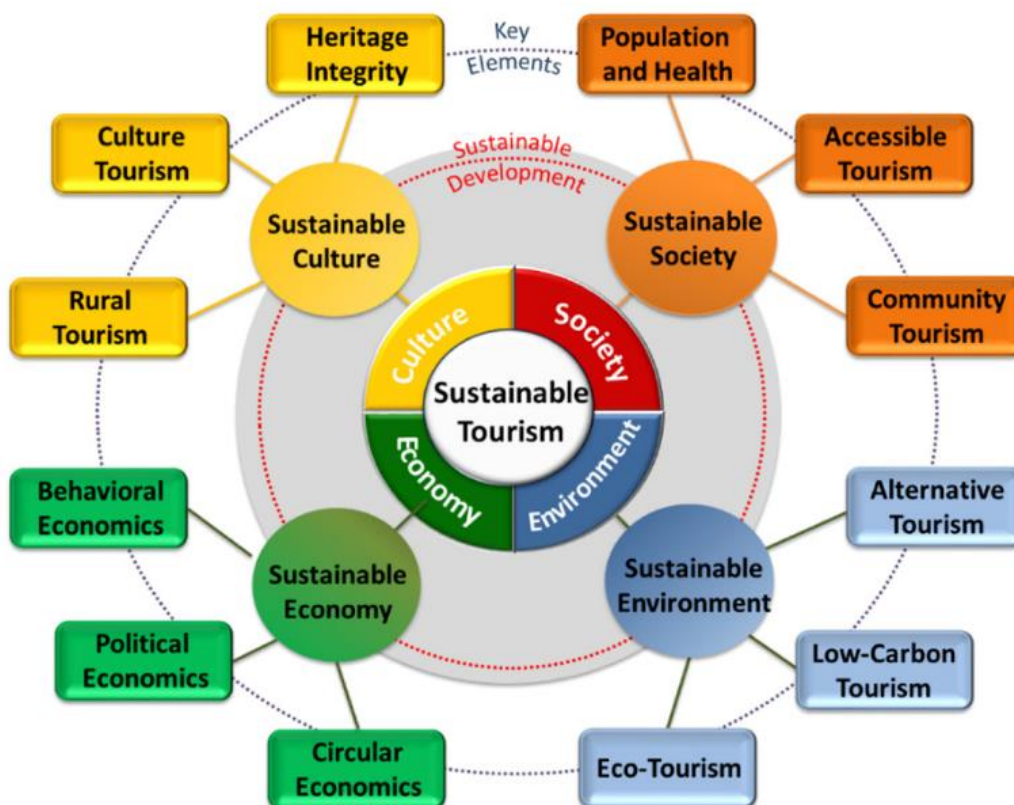 Heritage
Integrity
Key
Elements
Population
and Health
Culture
Tourism
Sustainable
Development
Accessible
Tourism
Sustainable
Culture
Sustainable
Society
Rural
Tourism
Culture
Society
Community
Tourism
Sustainable
Tourism
Economy
Environment
Behavioral
Economics
Alternative
Tourism
Sustainable
Economy
Sustainable
Environment
Political
Economics
Low-Carbon
Tourism
Circular
Economics
Eco-Tourism